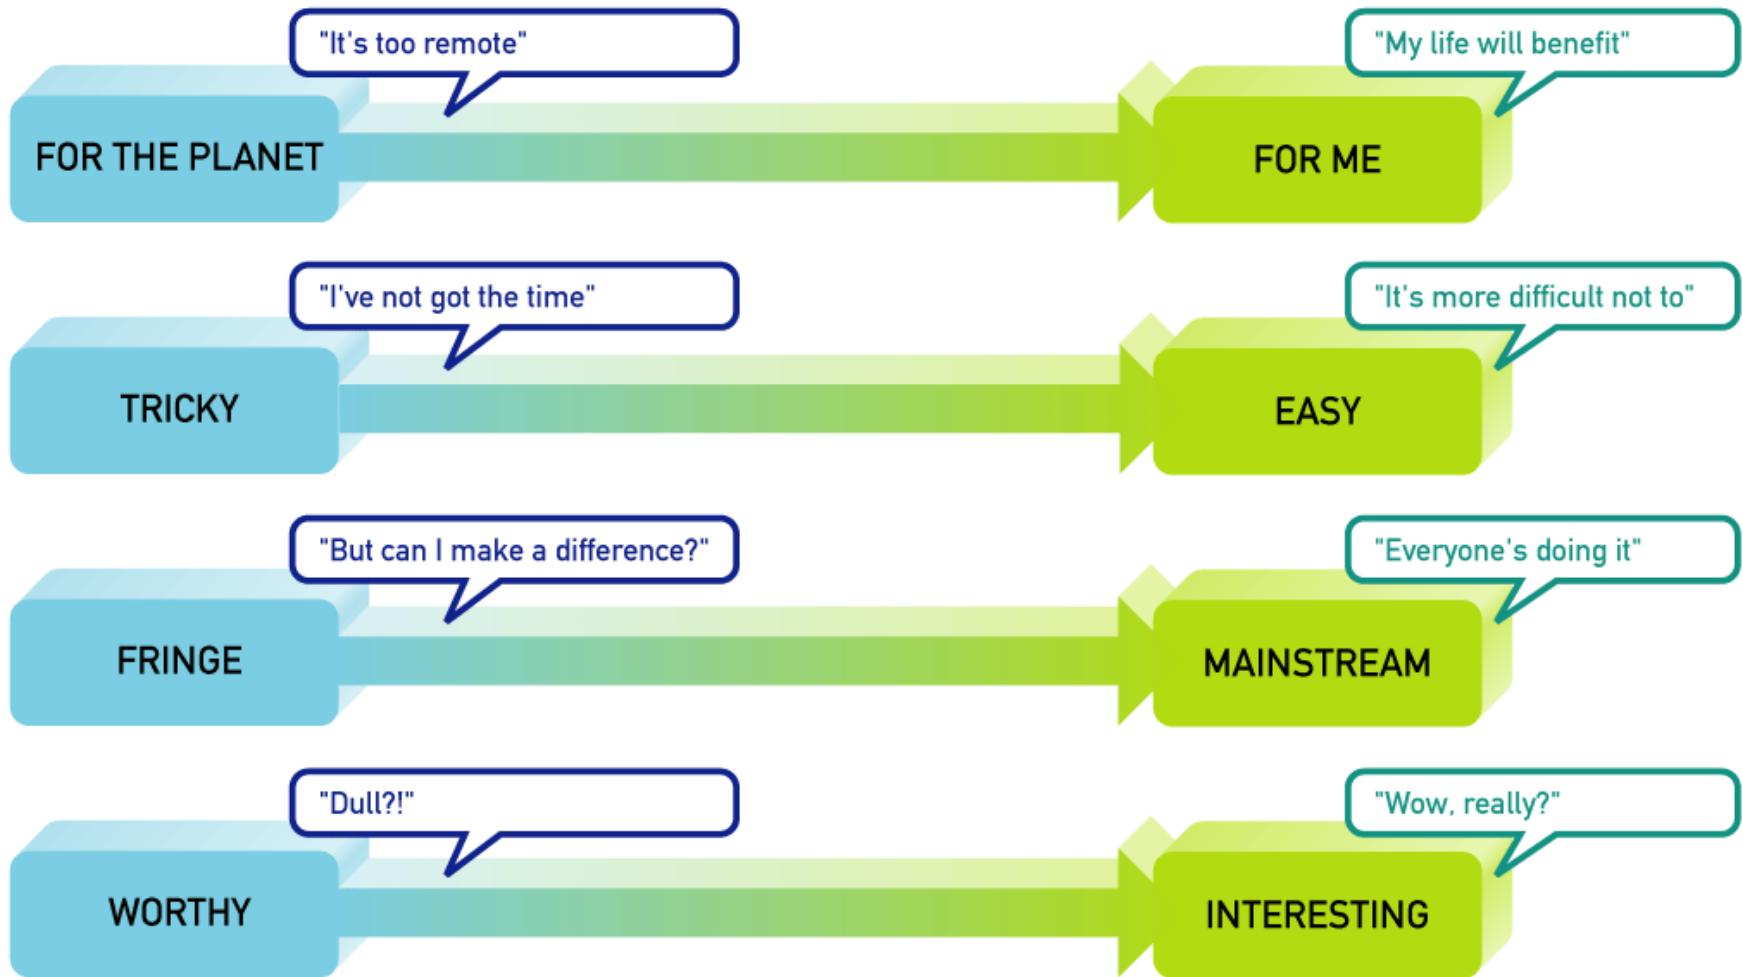 "It's too remote"
"My life will benefit"
FOR THE PLANET
FOR ME
"I've not got the time"
"It's more difficult not to"
TRICKY
EASY
"But can I make a difference?"
"Everyone's doing it"
FRINGE
MAINSTREAM
"Dull?!"
"Wow, really?"
WORTHY
INTERESTING